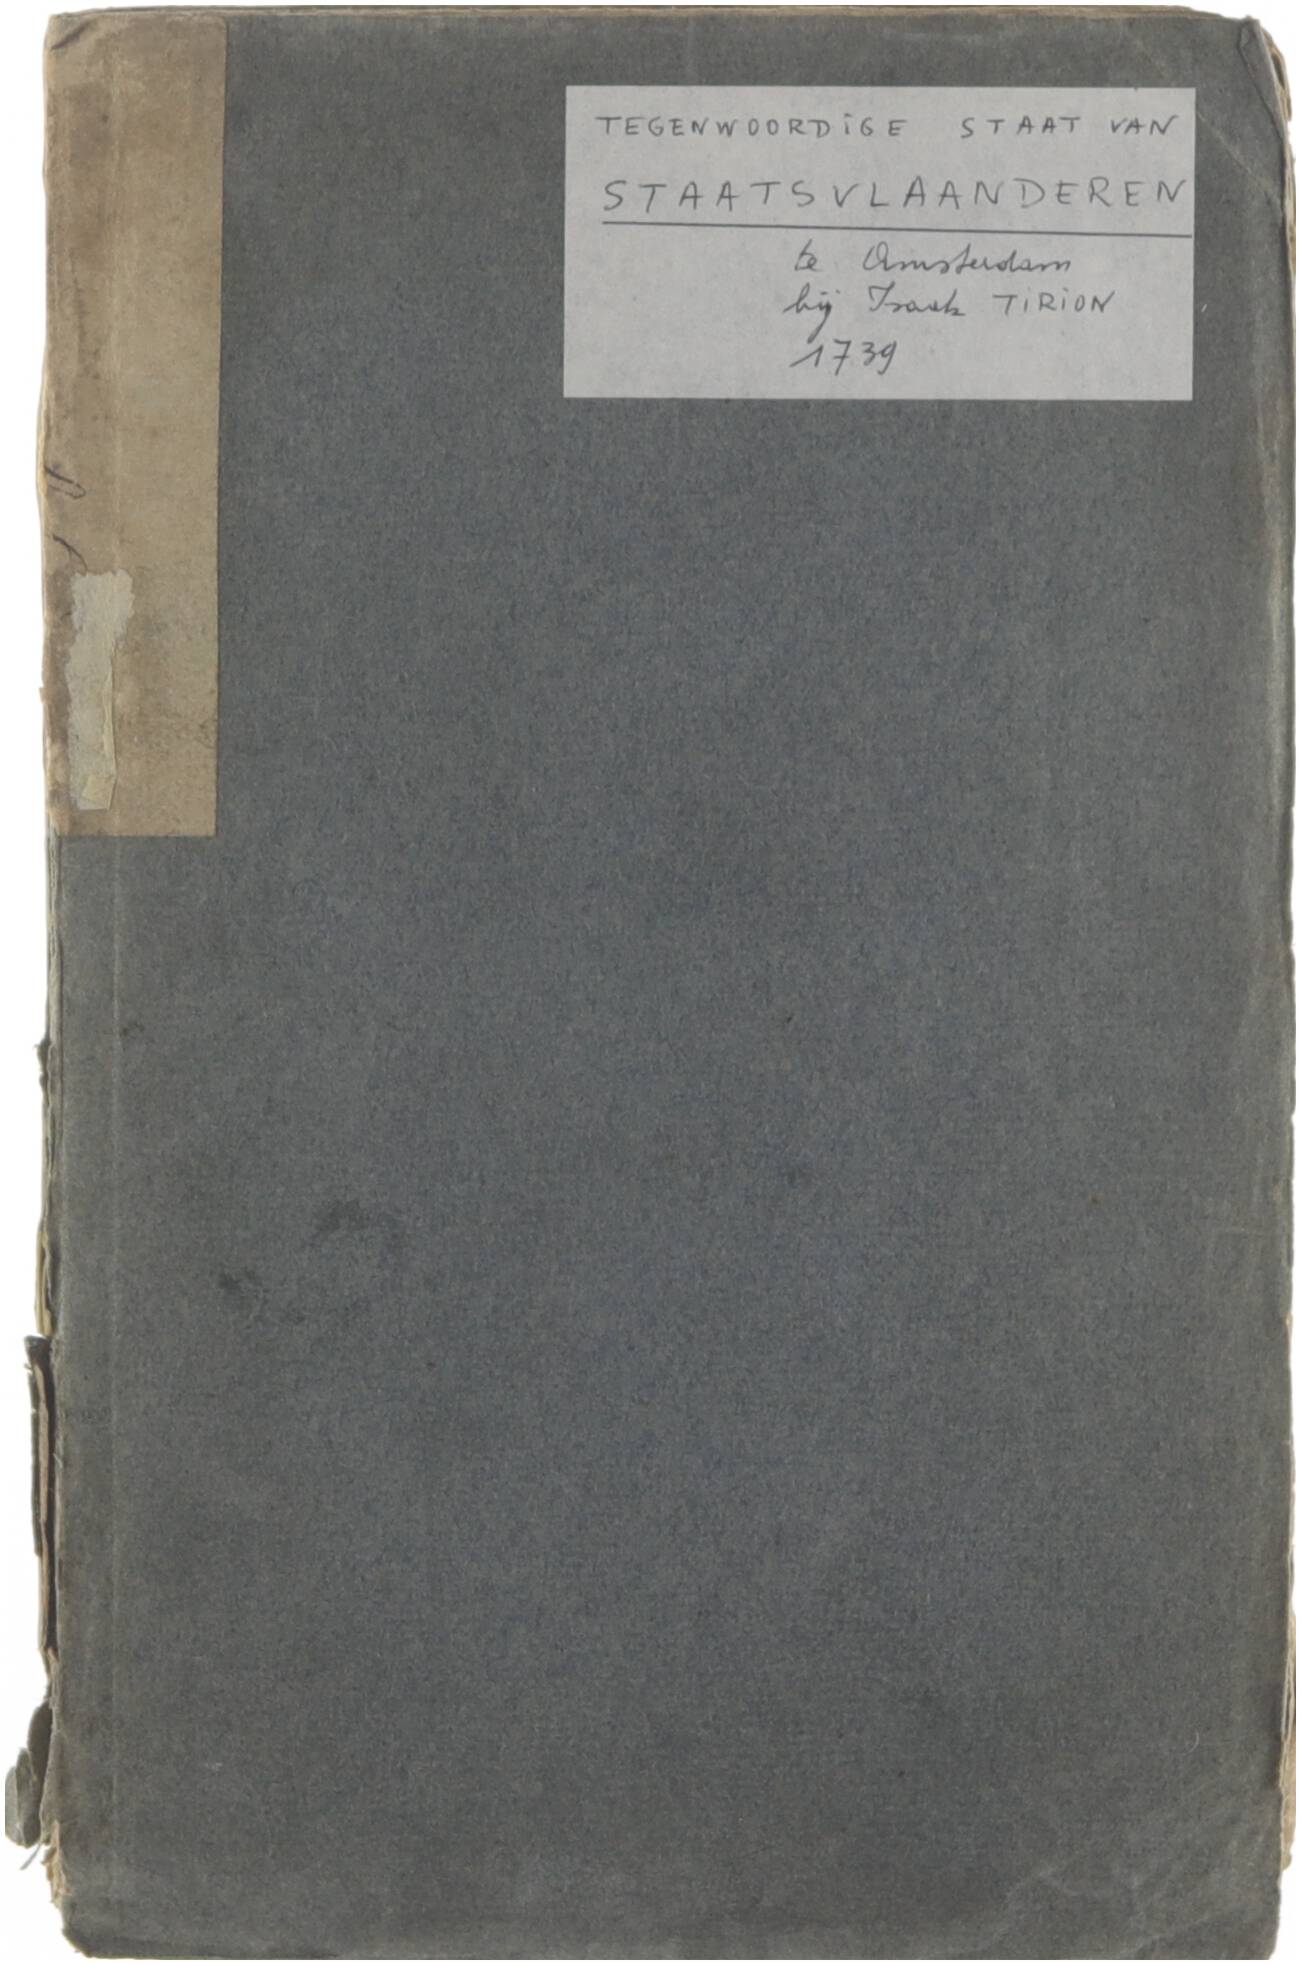 TEGENWOORDIGE STAAT VAN
STAATSVLAANDEREN
te Amsterdam
bij Isaak TIRION
1739